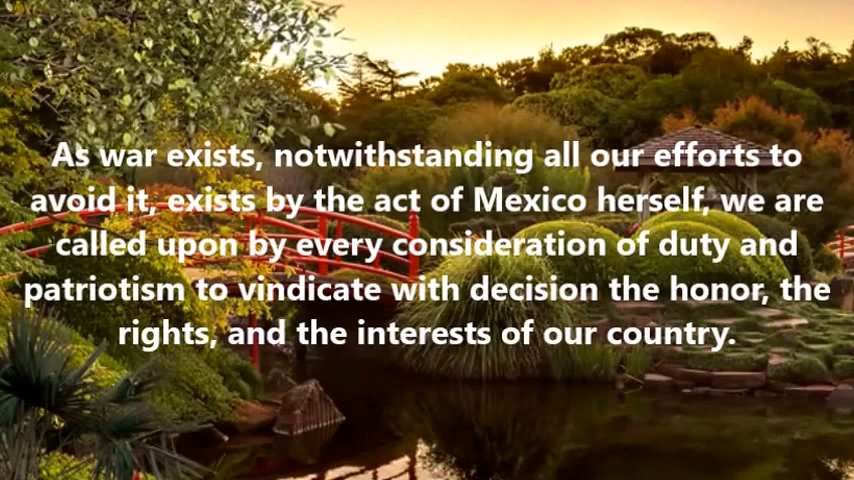 As war exists, notwithstanding all our efforts to
avoid it, exists by the act of Mexico herself, we are
called upon by every consideration of duty and
patriotism to vindicate with decision the honor, the
rights, and the interests of our country.